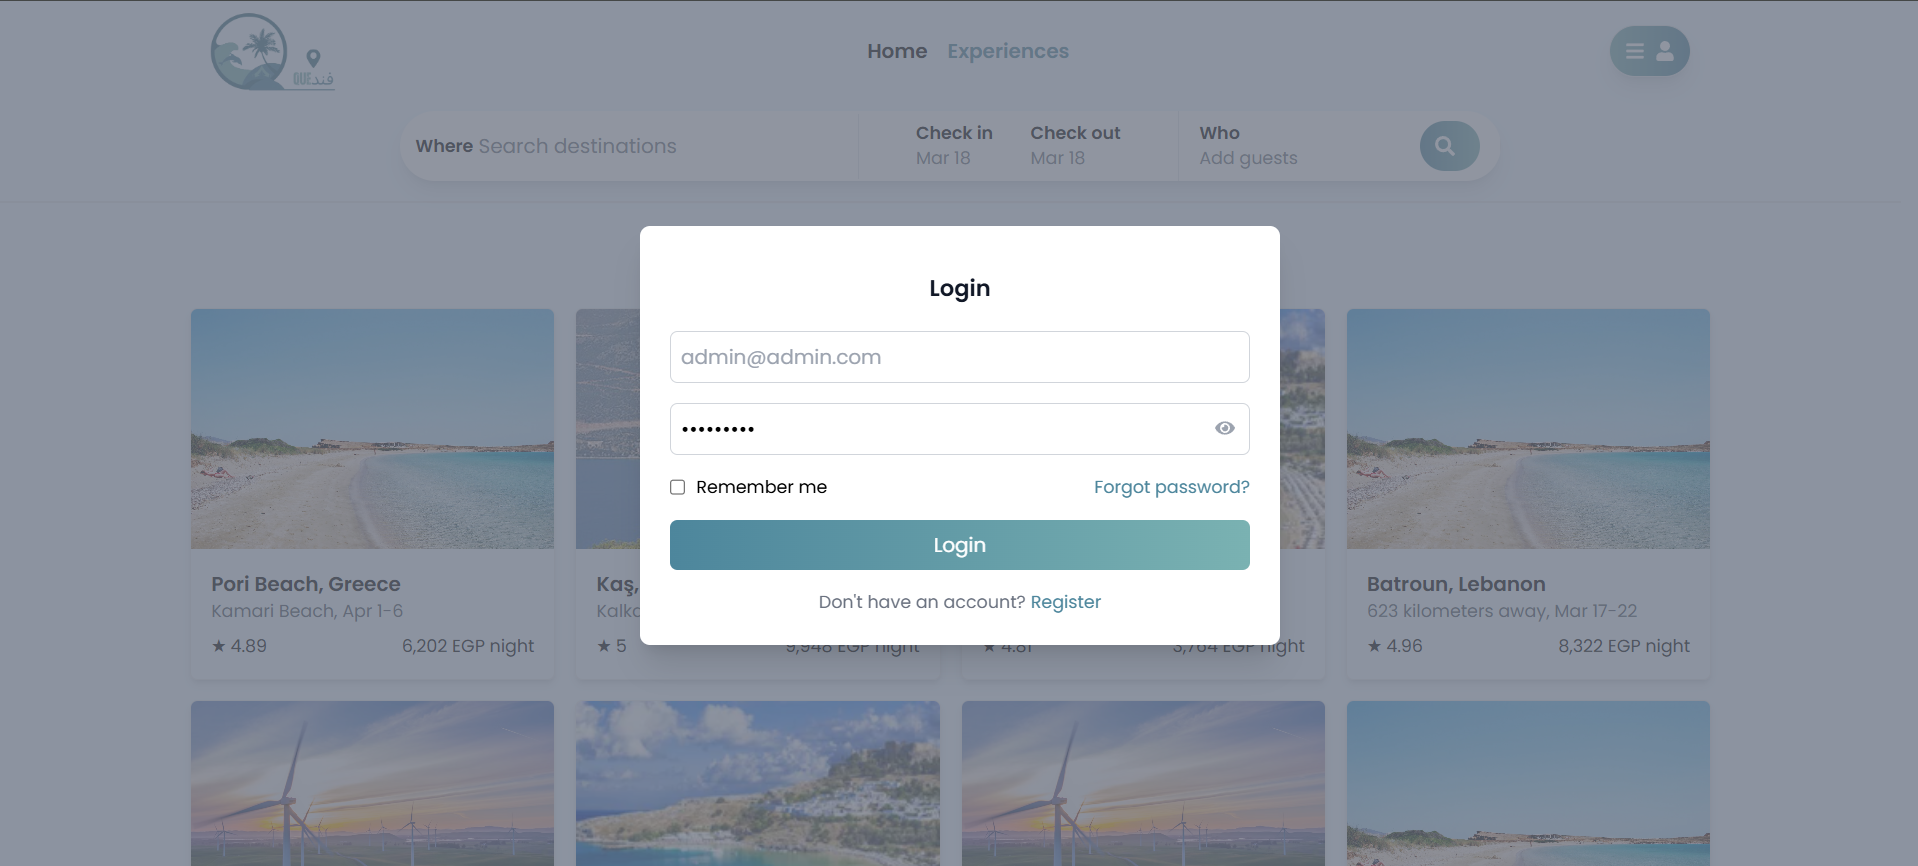 Home Experiences
QUEفند
Where Search destinations
Check in
Mar 18
Check out
Mar 18
Who
Add guests
Login
admin@admin.com
•••••••••
Remember me
Forgot password?
Login
Don't have an account? Register
Pori Beach, Greece
Kamari Beach, Apr 1-6
★ 4.89 6,202 EGP night
Kaş,
★ 5 9,948 EGP night
★ 4.81 3,764 EGP night
Batroun, Lebanon
623 kilometers away, Mar 17-22
★ 4.96 8,322 EGP night